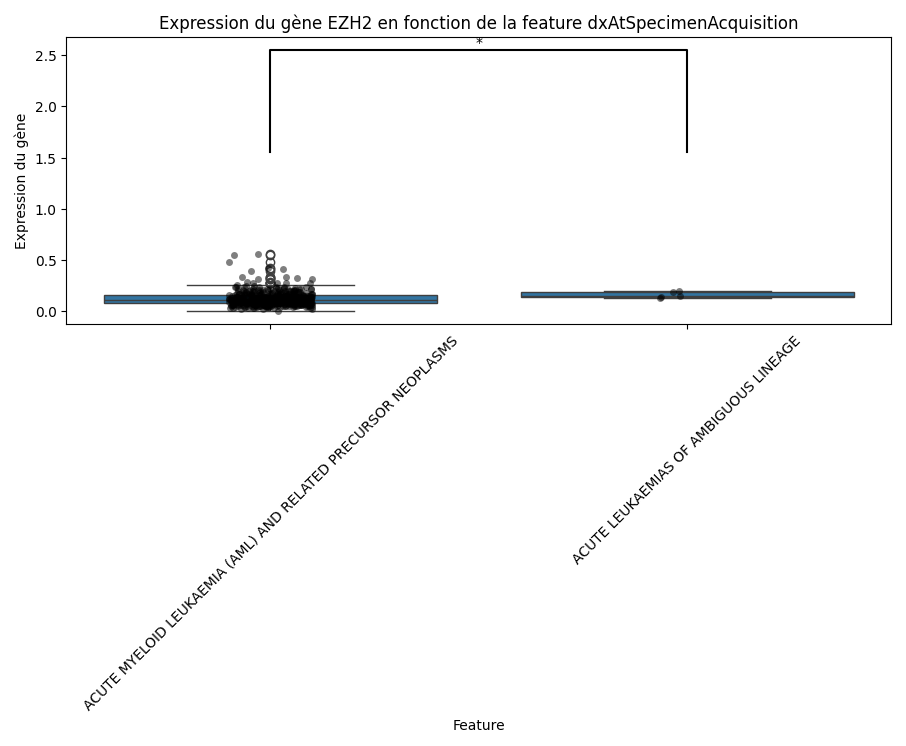 Expression du gène EZH2 en fonction de la feature dxAtSpecimenAcquisition
*
2.5
2.0
1.5
1.0
0.5
0.0
Expression du gène
ACUTE MYELOID LEUKAEMIA (AML) AND RELATED PRECURSOR NEOPLASMS
ACUTE LEUKAEMIAS OF AMBIGUOUS LINEAGE
Feature